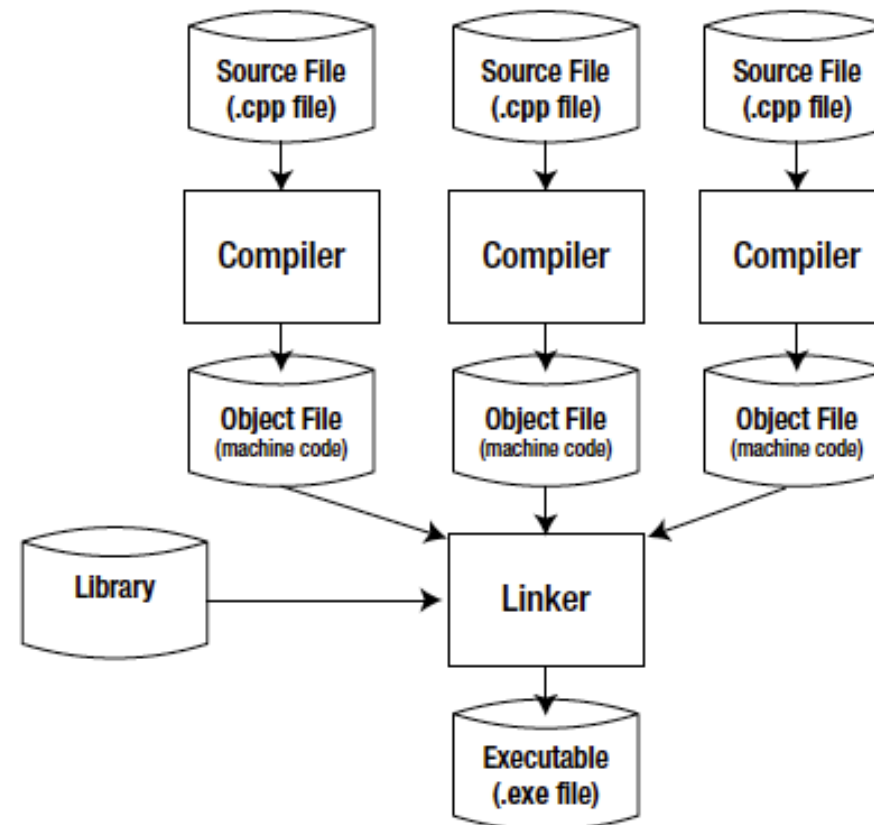 Source File
(.cpp file)
Source File
(.cpp file)
Source File
(.cpp file)
Compiler
Compiler
Compiler
Object File
(machine code)
Object File
(machine code)
Object File
(machine code)
Library
Linker
Executable
(.exe file)